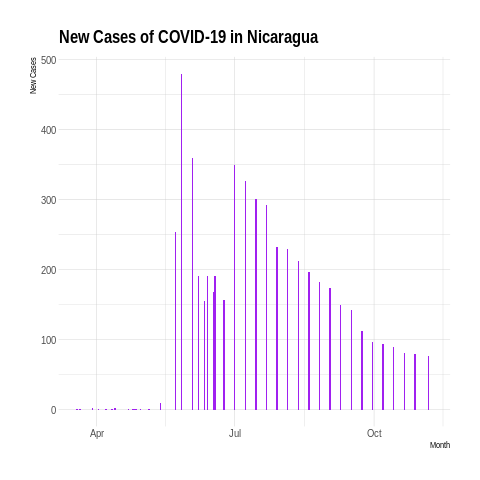 New Cases of COVID-19 in Nicaragua
New Cases
500
400
300
200
100
0
Apr
Jul
Oct
Month